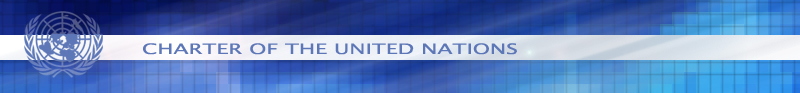 CHARTER OF THE UNITED NATIONS